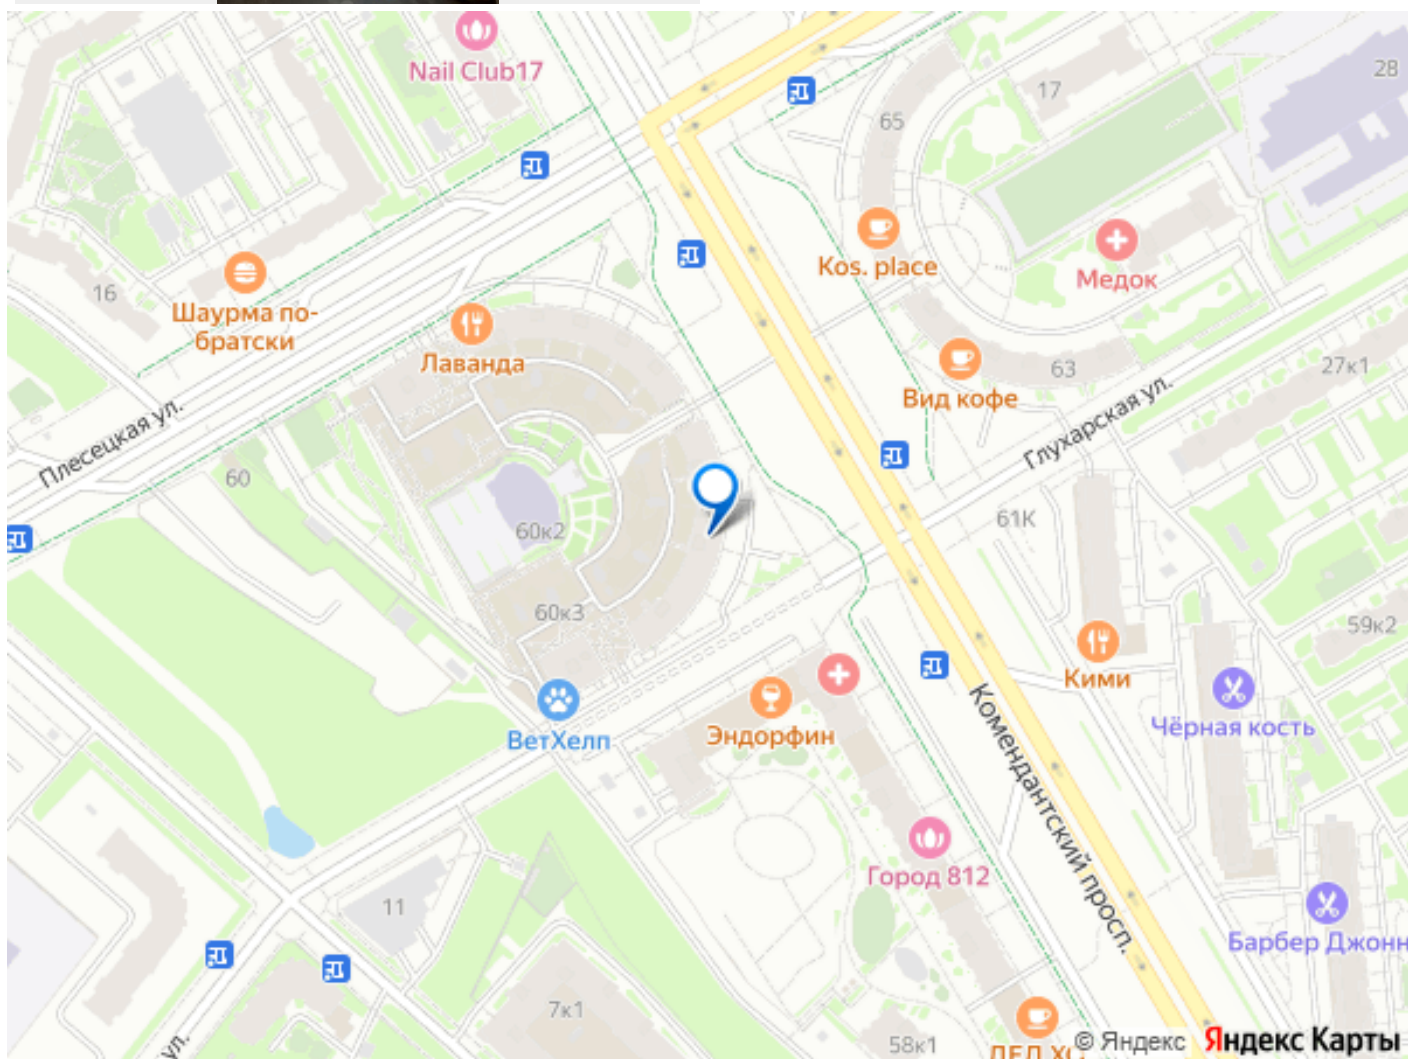 Nail Club17
28
17
65
Kos. place
Медок
16
Шаурма по-
братски
Лаванда
63
27к1
Вид кофе
Глухарская ул.
Плесецкая ул.
60
61К
60к2
60к3
59к2
Кими
Чёрная кость
ВетХелп
Эндорфин
Комендантский просп.
Город 812
11
Барбер Джонн
7к1
ул.
58к1
© Яндекс
Яндекс Карты